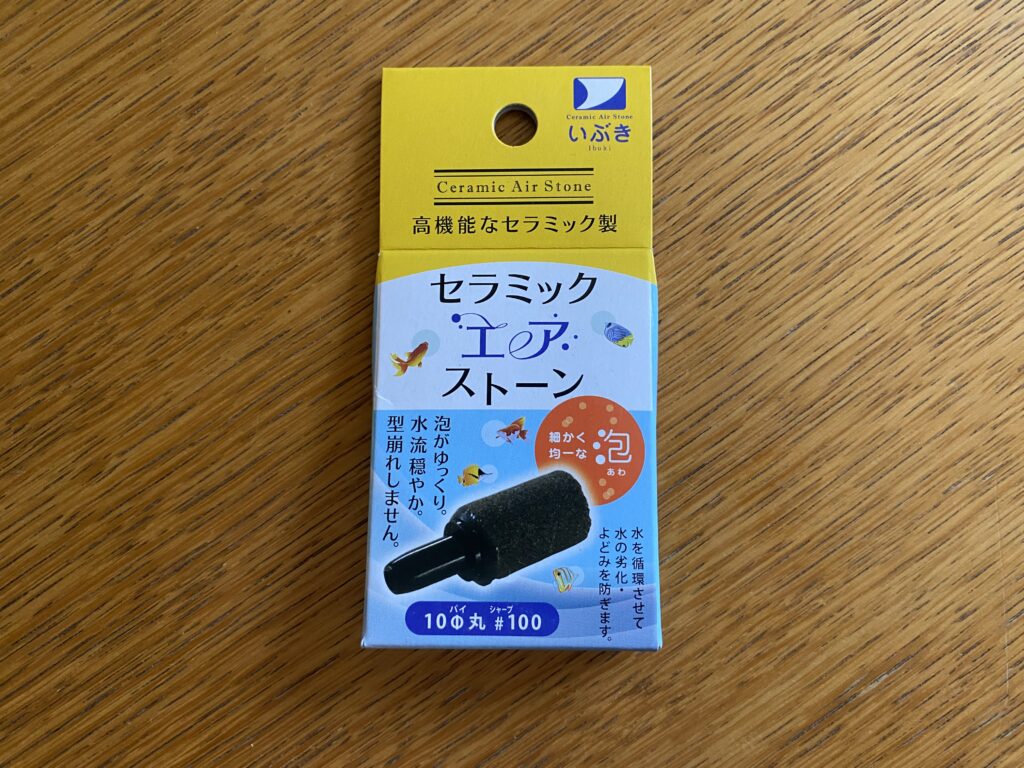 Ceramic Air Stone
いぶき
Ibuki
Ceramic Air Stone
高機能なセラミック製
セラミック
エア
ストーン
細かく
均一な
泡
あわ
泡がゆっくり。
水流穏やか。
型崩れしません。
水を循環させて
水の劣化・
よどみを防ぎます。
パイ シャープ
10Φ丸 #100